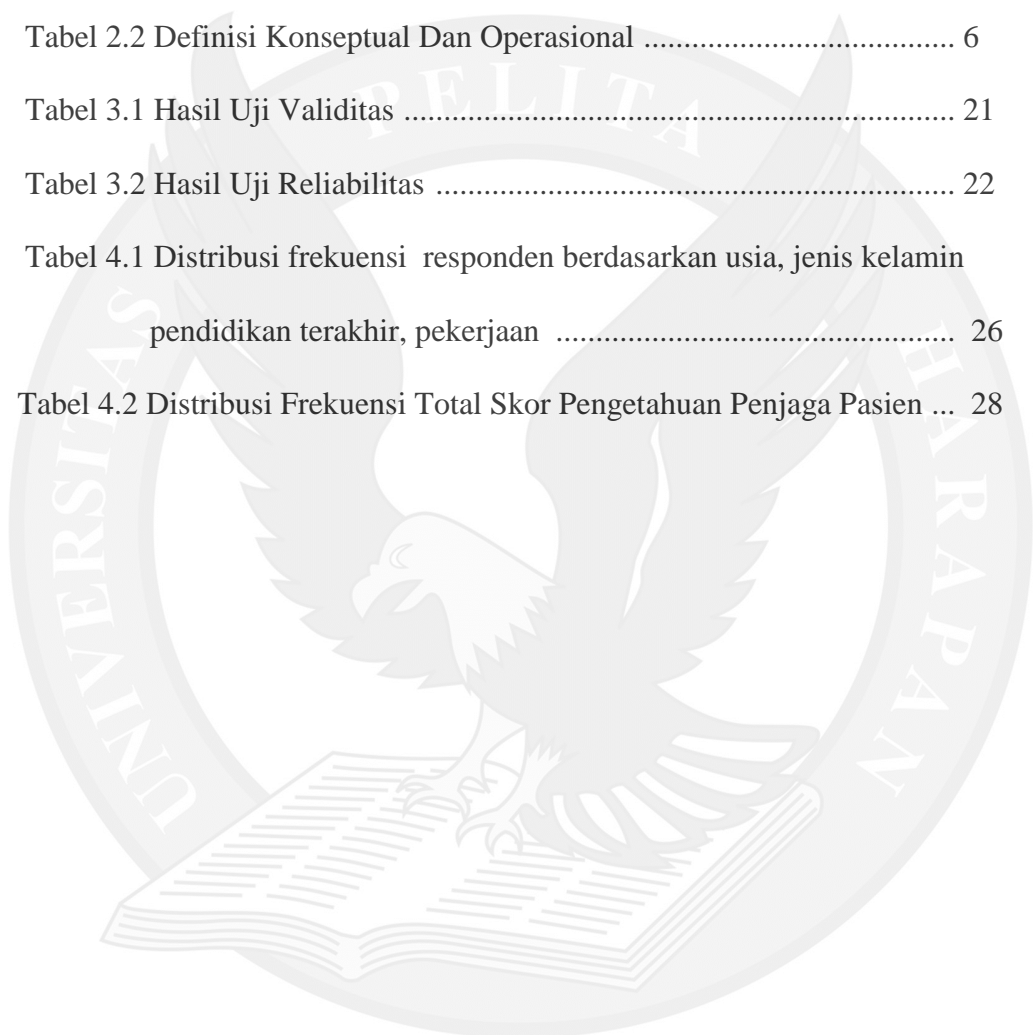 Tabel 2.2 Definisi Konseptual Dan Operasional ....................................... 6
Tabel 3.1 Hasil Uji Validitas ..................................................................... 21
Tabel 3.2 Hasil Uji Reliabilitas ................................................................. 22
Tabel 4.1 Distribusi frekuensi  responden berdasarkan usia, jenis kelamin
pendidikan terakhir, pekerjaan  ..................................................  26
Tabel 4.2 Distribusi Frekuensi Total Skor Pengetahuan Penjaga Pasien ...  28
UNIVERSITAS PELITA HARAPAN